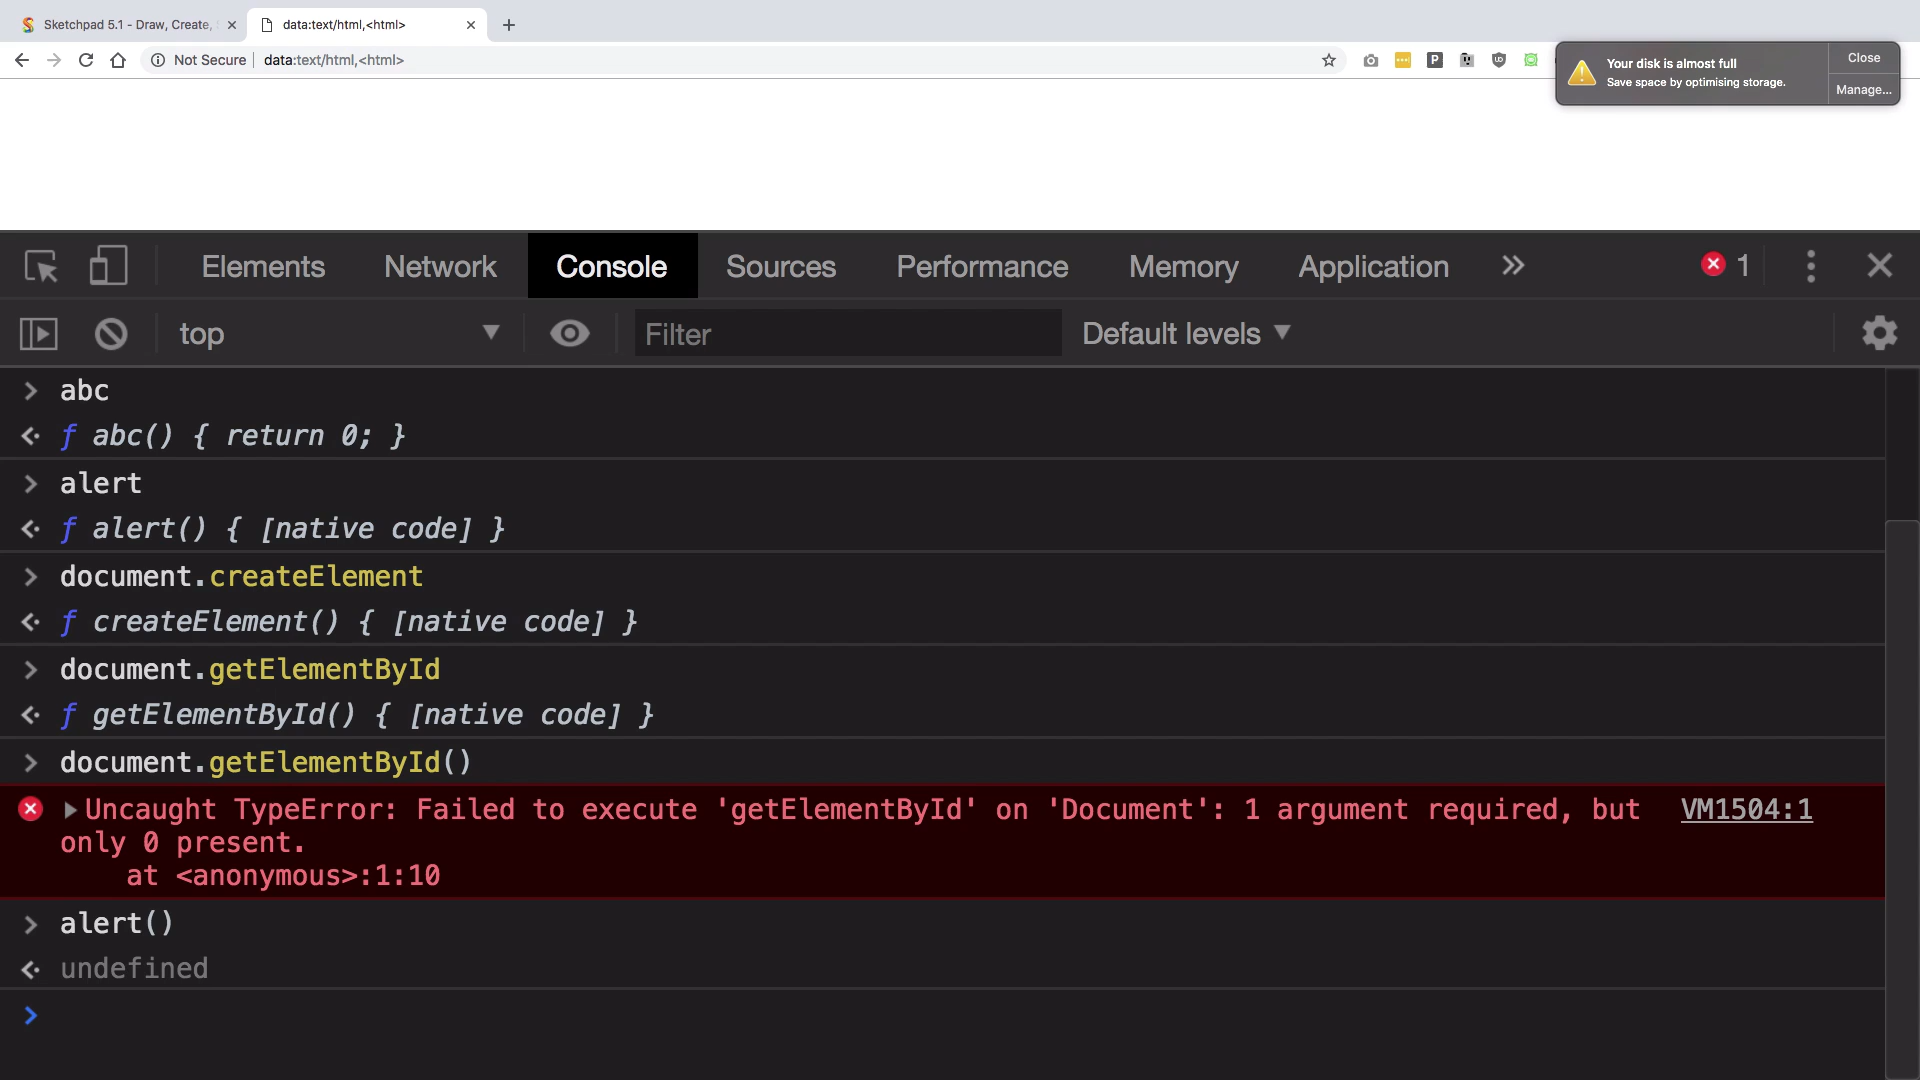 Sketchpad 5.1 - Draw, Create,
data:text/html,<html>
Not Secure
data:text/html,<html>
Your disk is almost full
Save space by optimising storage.
Close
Manage...
Elements Network Console Sources Performance Memory Application » 1
top ▼ Filter Default levels ▼
> abc
f abc() { return 0; }
> alert
f alert() { [native code] }
> document.createElement
f createElement() { [native code] }
> document.getElementById
f getElementById() { [native code] }
> document.getElementById()
Uncaught TypeError: Failed to execute 'getElementById' on 'Document': 1 argument required, but VM1504:1
only 0 present.
at <anonymous>:1:10
> alert()
undefined
>